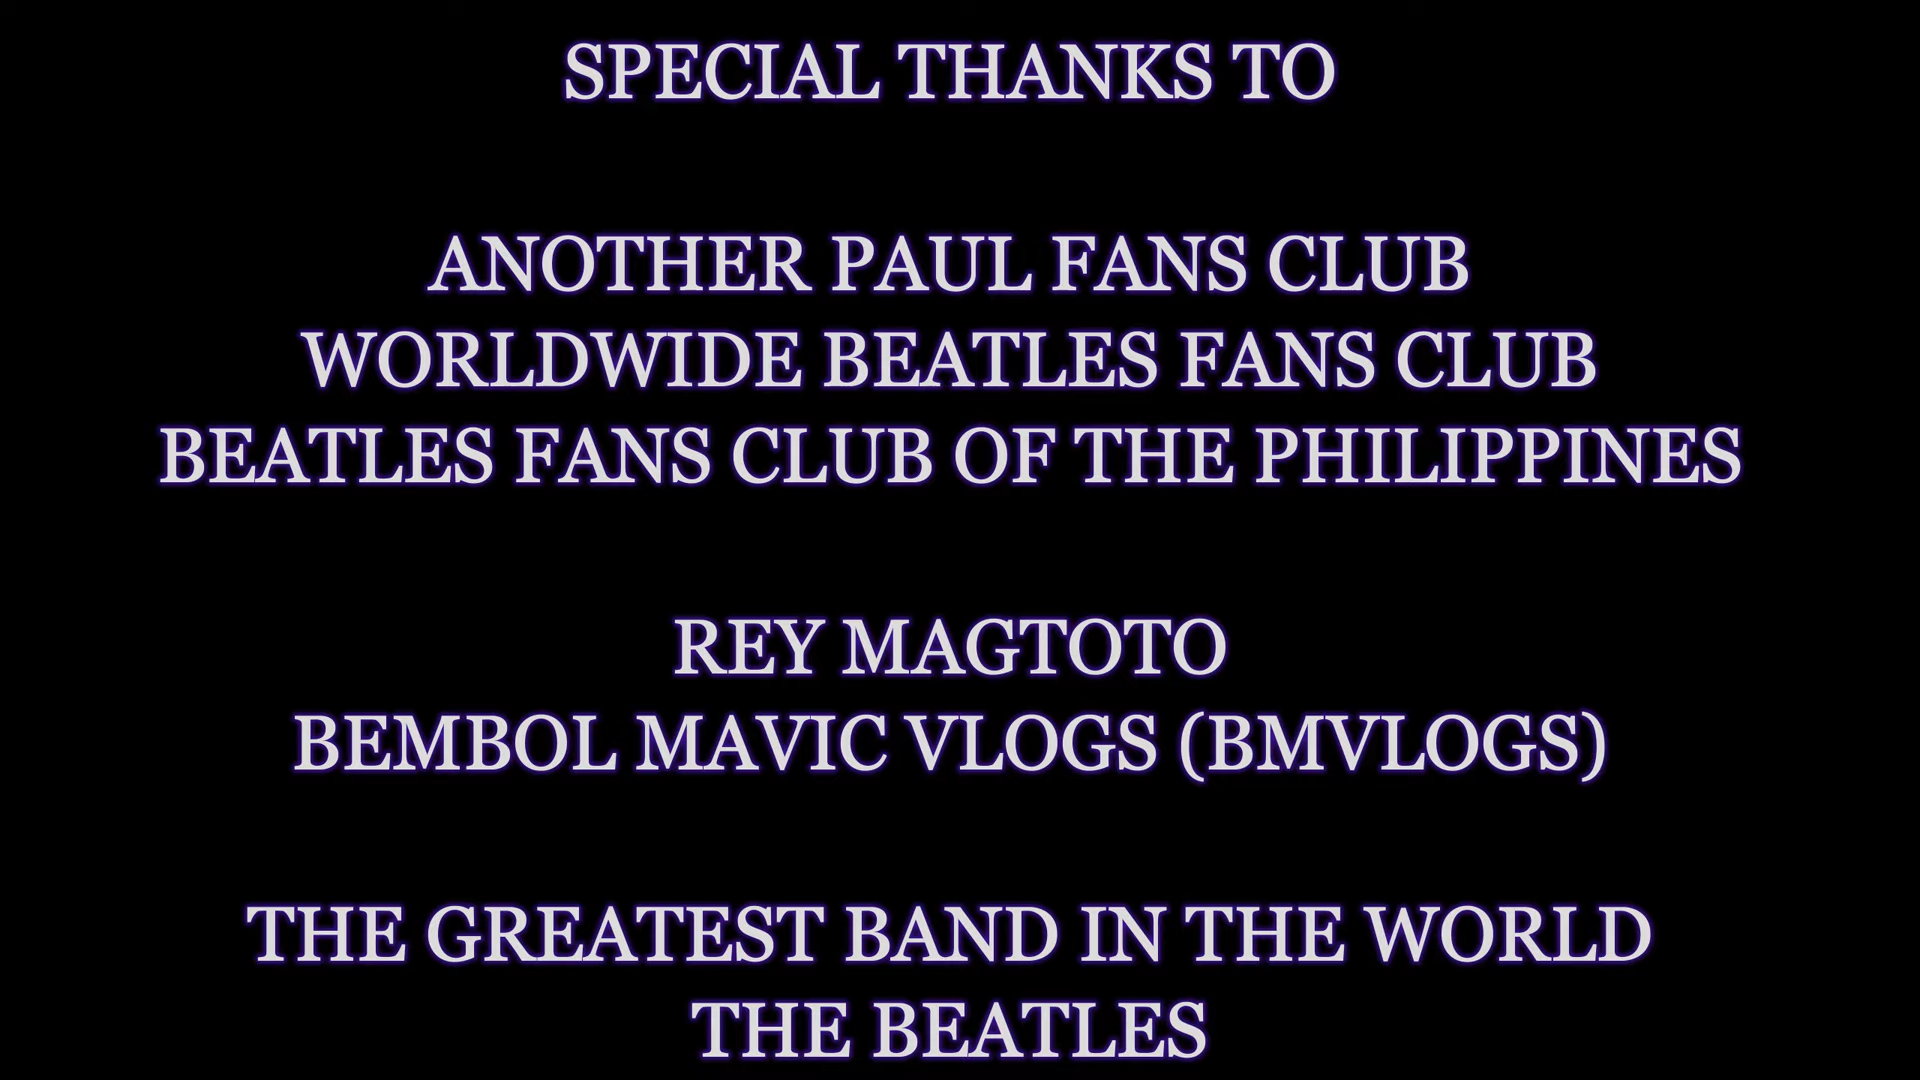 SPECIAL THANKS TO
ANOTHER PAUL FANS CLUB
WORLDWIDE BEATLES FANS CLUB
BEATLES FANS CLUB OF THE PHILIPPINES
REY MAGTOTO
BEMBOL MAVIC VLOGS (BMVLOGS)
THE GREATEST BAND IN THE WORLD
THE BEATLES